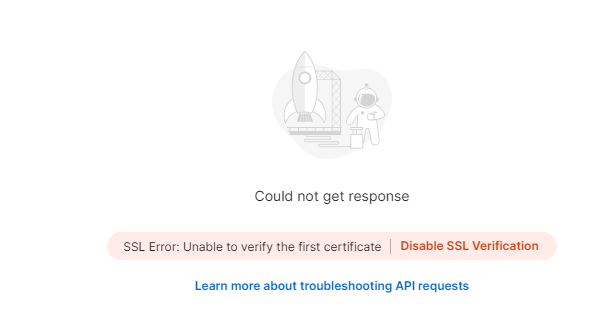 Could not get response
SSL Error: Unable to verify the first certificate | Disable SSL Verification
Learn more about troubleshooting API requests